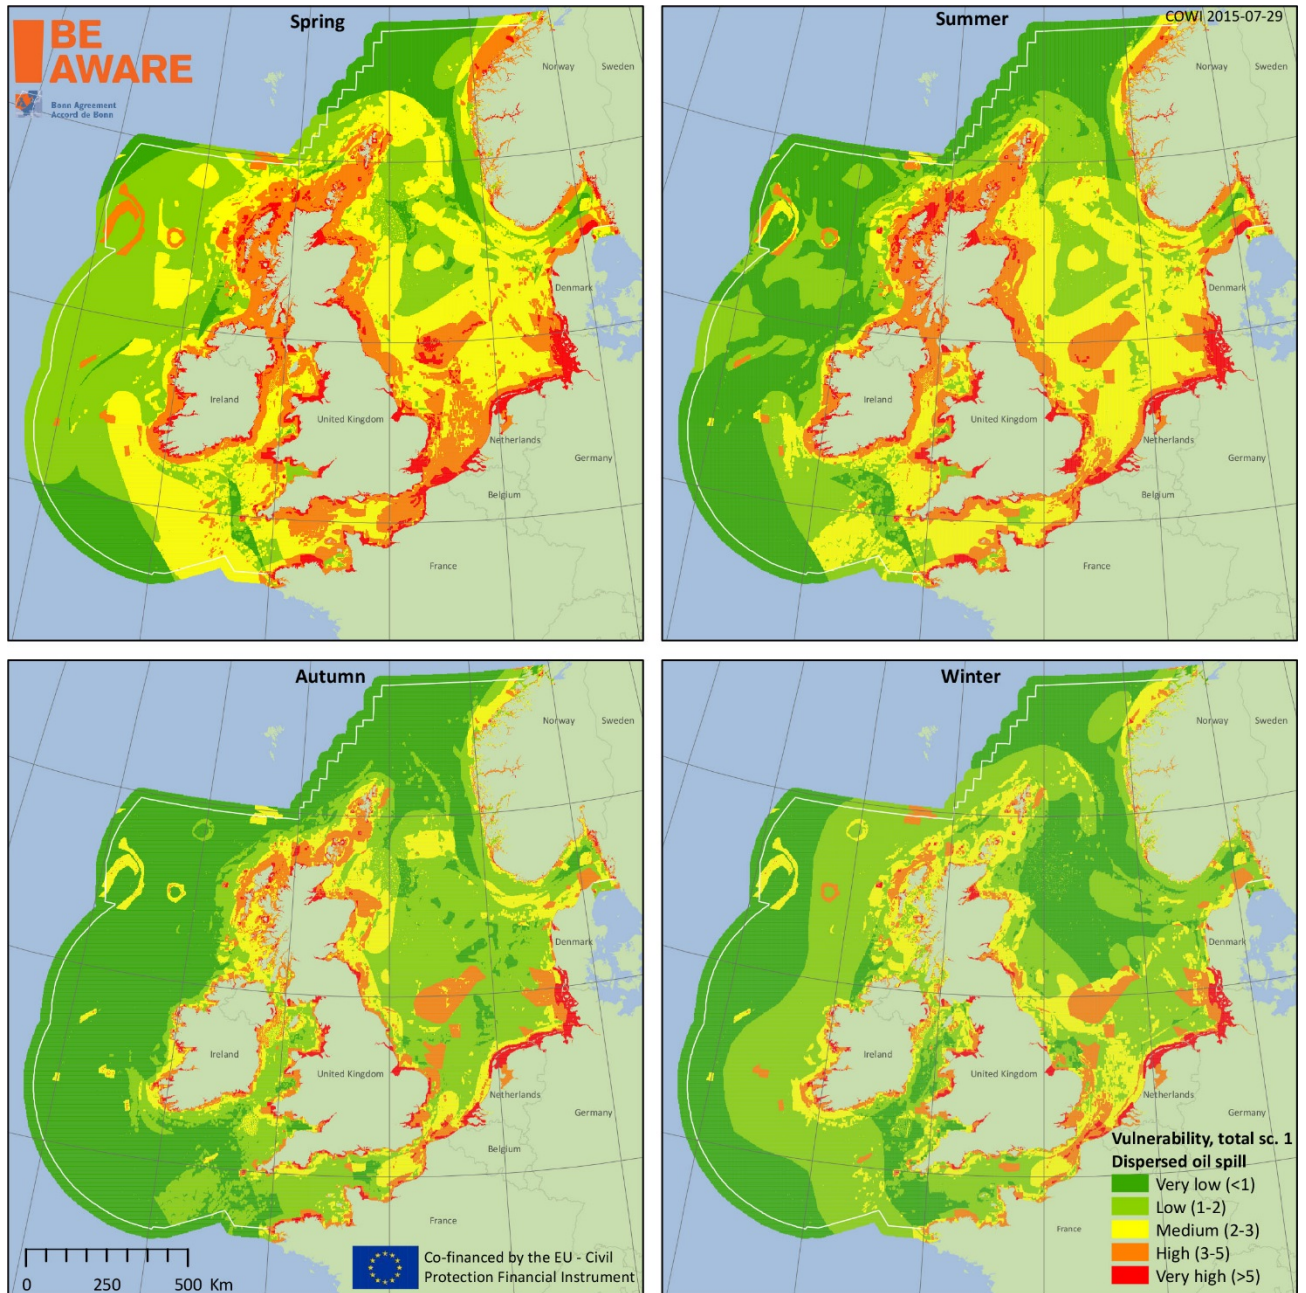 Spring
BE
AWARE
Bonn Agreement
Accord de Bonn
Norway
Sweden
Denmark
Ireland
United Kingdom
Netherlands
Germany
Belgium
France
Summer
COWI 2015-07-29
Norway
Sweden
Denmark
Ireland
United Kingdom
Netherlands
Germany
Belgium
France
Autumn
Norway
Sweden
Denmark
Ireland
United Kingdom
Netherlands
Germany
Belgium
France
0 250 500 Km
Co-financed by the EU - Civil
Protection Financial Instrument
Winter
Norway
Sweden
Denmark
Ireland
United Kingdom
Netherlands
Germany
Belgium
France
Vulnerability, total sc. 1
Dispersed oil spill
Very low (<1)
Low (1-2)
Medium (2-3)
High (3-5)
Very high (>5)